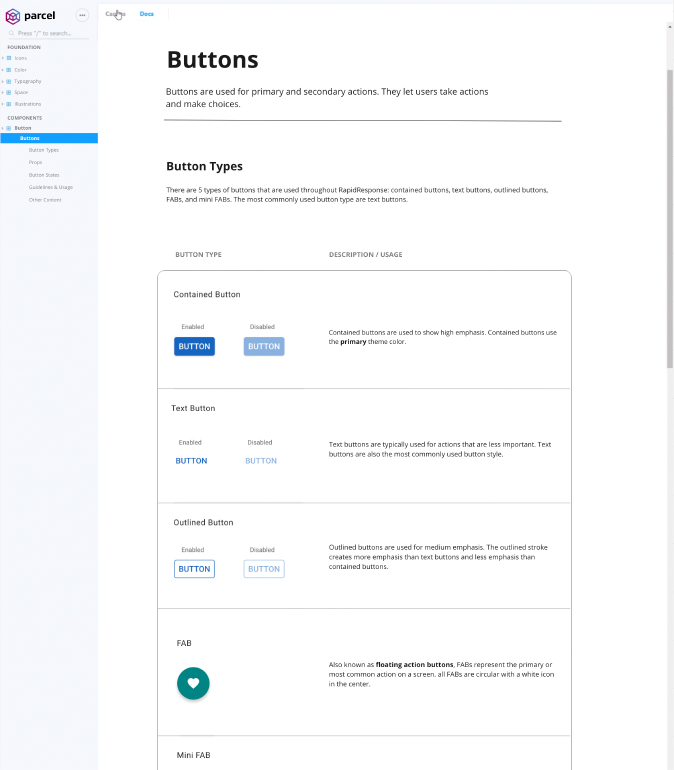 parcel
Press "/" to search...
FOUNDATION
Icons
Color
Typography
Space
Illustrations
COMPONENTS
Button
Buttons
Button Types
Props
Button States
Guidelines & Usage
Other Content
Canvas
Docs
Buttons
Buttons are used for primary and secondary actions. They let users take actions
and make choices.
Button Types
There are 5 types of buttons that are used throughout RapidResponse: contained buttons, text buttons, outlined buttons,
FABs, and mini FABs. The most commonly used button type are text buttons.
BUTTON TYPE
DESCRIPTION / USAGE
Contained Button
Enabled
Disabled
BUTTON
BUTTON
Contained buttons are used to show high emphasis. Contained buttons use
the primary theme color.
Text Button
Enabled
Disabled
BUTTON
BUTTON
Text buttons are typically used for actions that are less important. Text
buttons are also the most commonly used button style.
Outlined Button
Enabled
Disabled
BUTTON
BUTTON
Outlined buttons are used for medium emphasis. The outlined stroke
creates more emphasis than text buttons and less emphasis than
contained buttons.
FAB
Also known as floating action buttons, FABs represent the primary or
most common action on a screen. all FABs are circular with a white icon
in the center.
Mini FAB